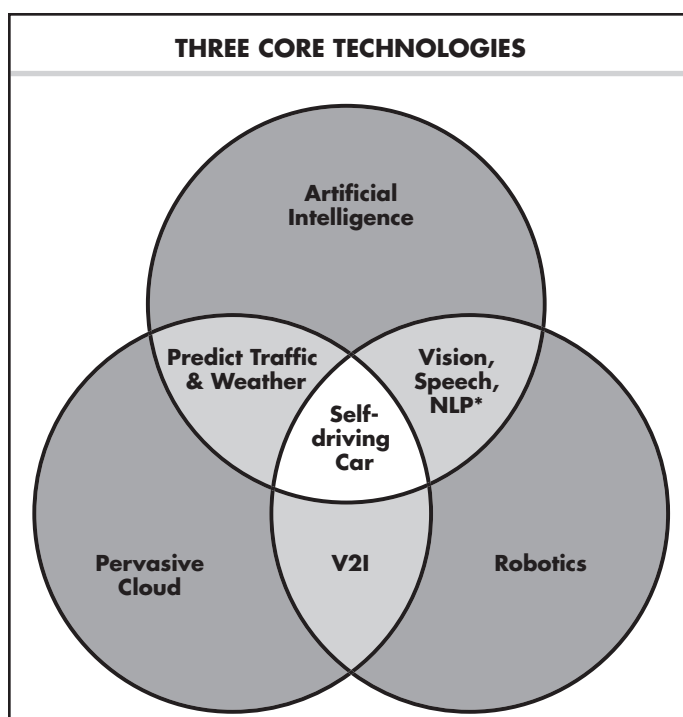 THREE CORE TECHNOLOGIES
Artificial
Intelligence
Predict Traffic
& Weather
Vision,
Speech,
NLP*
Self-
driving
Car
Pervasive
Cloud
V2I
Robotics